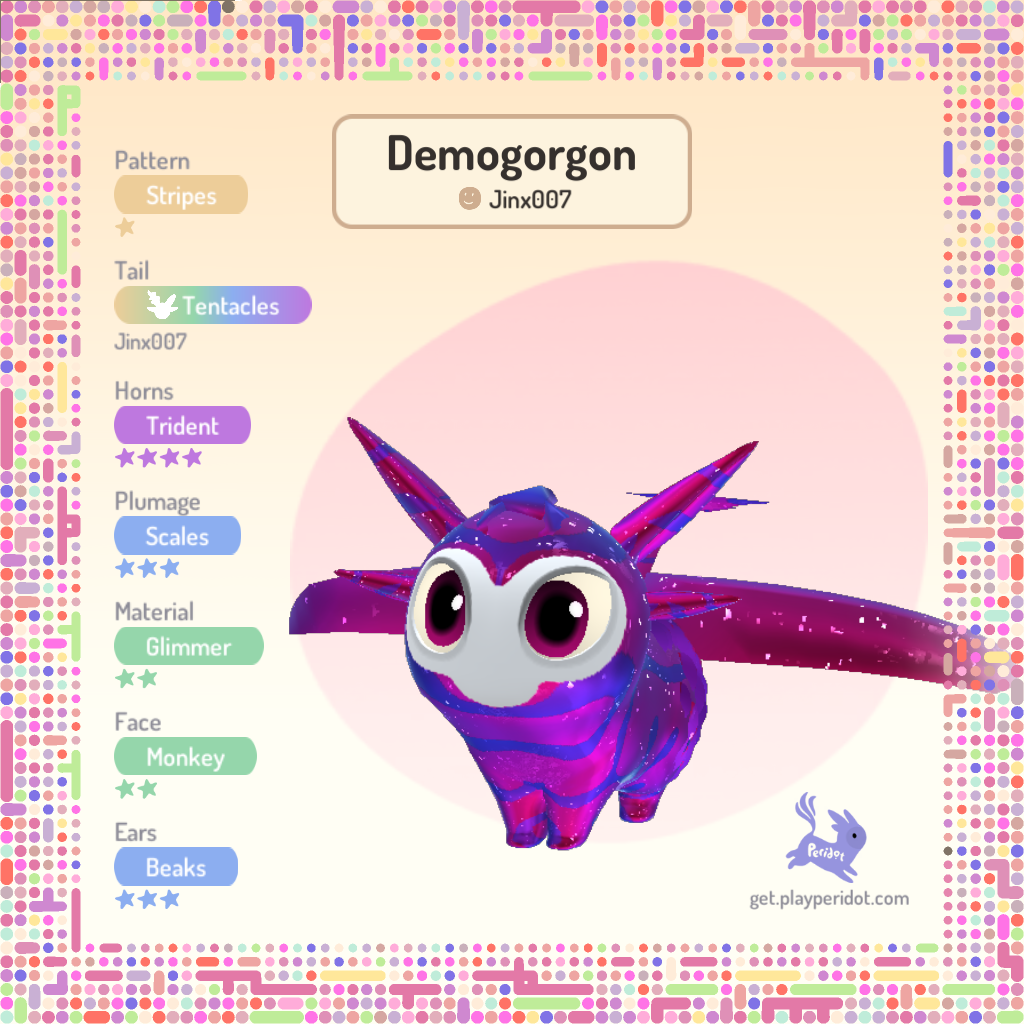 Demogorgon
Jinx007
Pattern
Stripes
Tail
Tentacles
Jinx007
Horns
Trident
Plumage
Scales
Material
Glimmer
Face
Monkey
Ears
Beaks
Peridot
get.playperidot.com